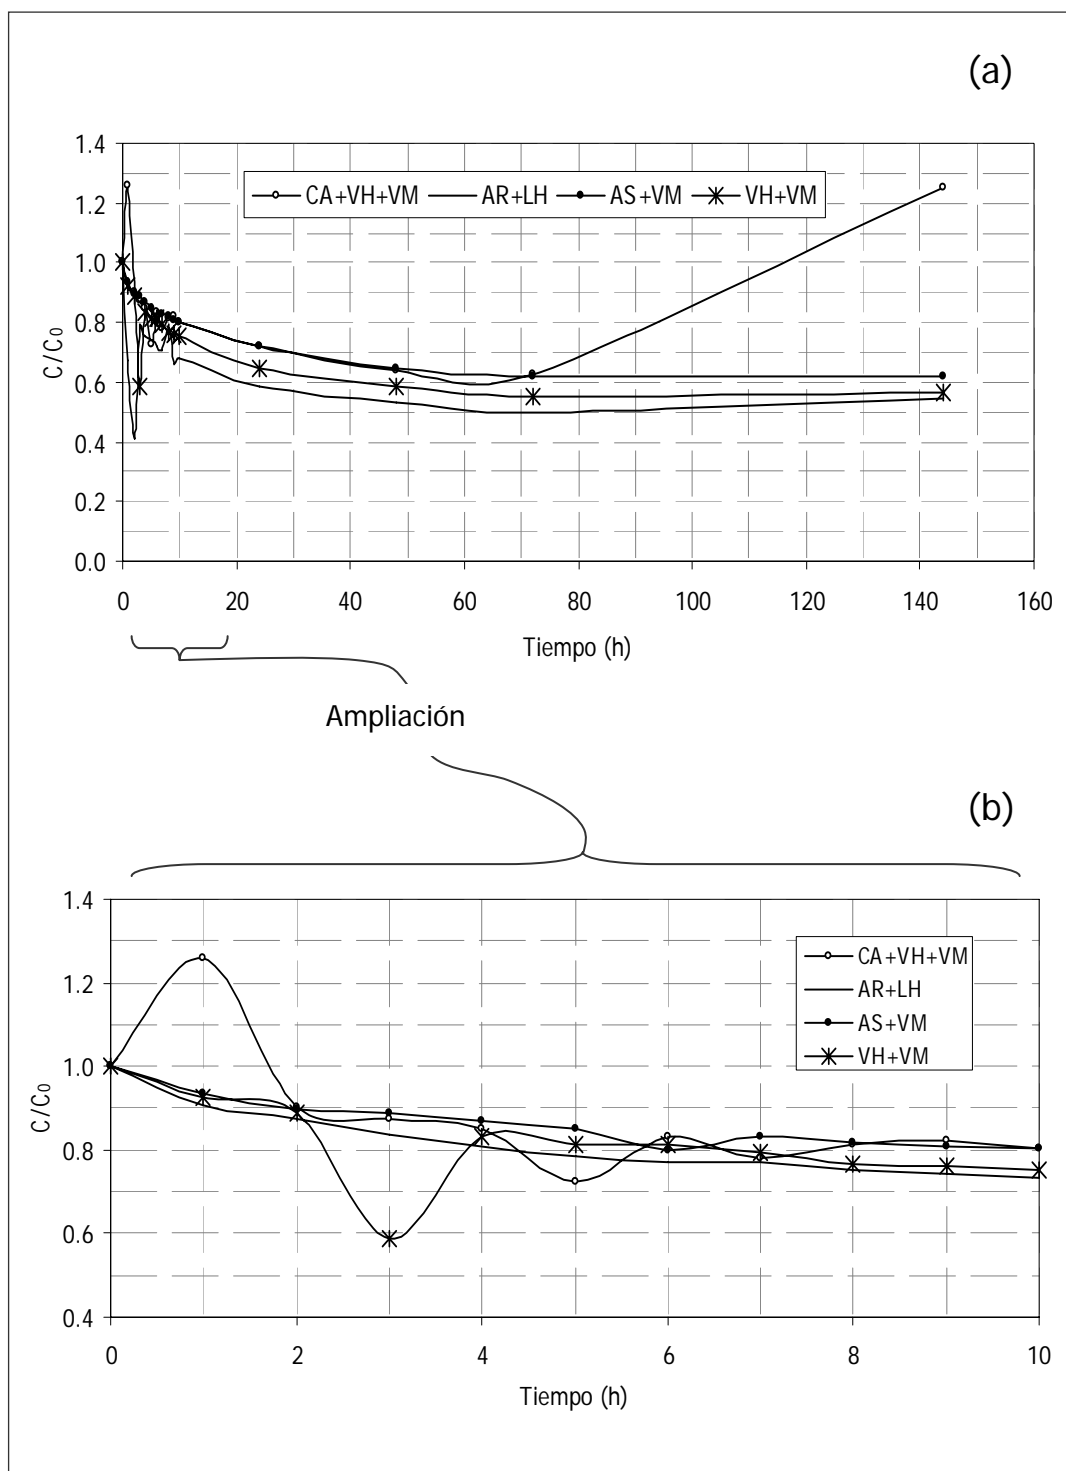 (a)
1.4
1.2
1.0
0.8
0.6
0.4
0.2
0.0
C/C0
CA+VH+VM AR+LH AS+VM VH+VM
0 20 40 60 80 100 120 140 160
Tiempo (h)
Ampliación
(b)
1.4
1.2
1.0
0.8
0.6
0.4
C/C0
CA+VH+VM
AR+LH
AS+VM
VH+VM
0 2 4 6 8 10
Tiempo (h)